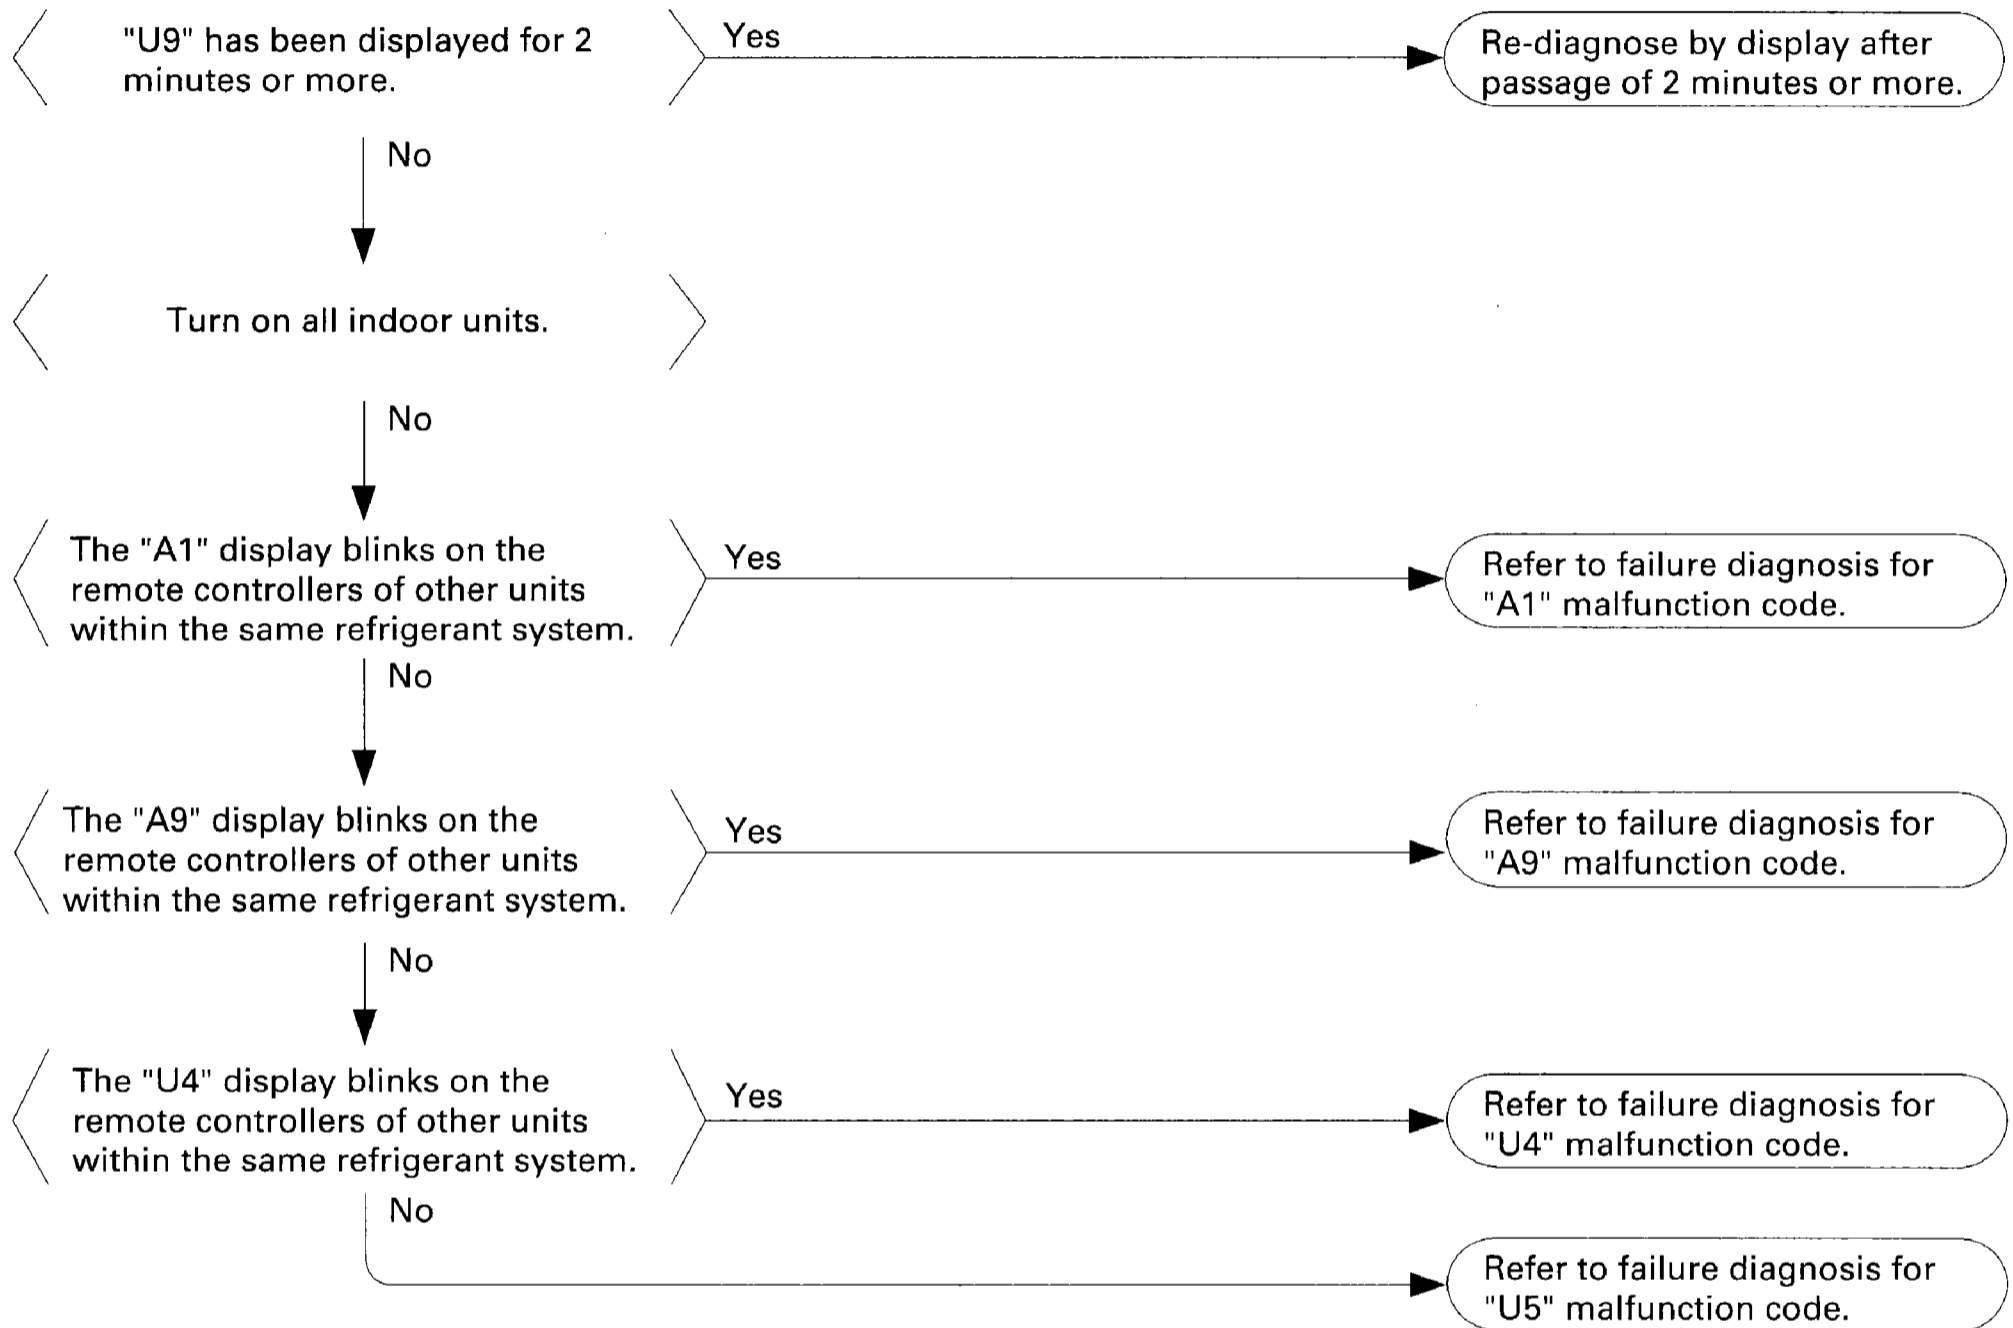 "U9" has been displayed for 2
minutes or more.
Yes
Re-diagnose by display after
passage of 2 minutes or more.
No
Turn on all indoor units.
No
The "A1" display blinks on the
remote controllers of other units
within the same refrigerant system.
Yes
Refer to failure diagnosis for
"A1" malfunction code.
No
The "A9" display blinks on the
remote controllers of other units
within the same refrigerant system.
Yes
Refer to failure diagnosis for
"A9" malfunction code.
No
The "U4" display blinks on the
remote controllers of other units
within the same refrigerant system.
Yes
Refer to failure diagnosis for
"U4" malfunction code.
No
Refer to failure diagnosis for
"U5" malfunction code.